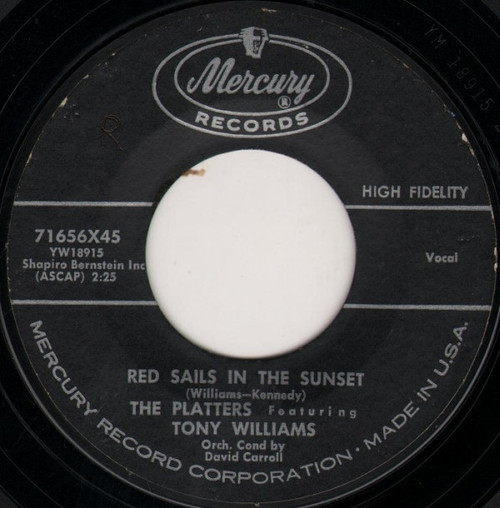 Mercury
®
RECORDS
YM 18915
HIGH FIDELITY
71656X45
YW18915
Shapiro Bernstein Inc
(ASCAP) 2:25
Vocal
RED SAILS IN THE SUNSET
(Williams—Kennedy)
THE PLATTERS Featuring
TONY WILLIAMS
Orch. Cond by
David Carroll
MERCURY RECORD CORPORATION • MADE IN U.S.A.